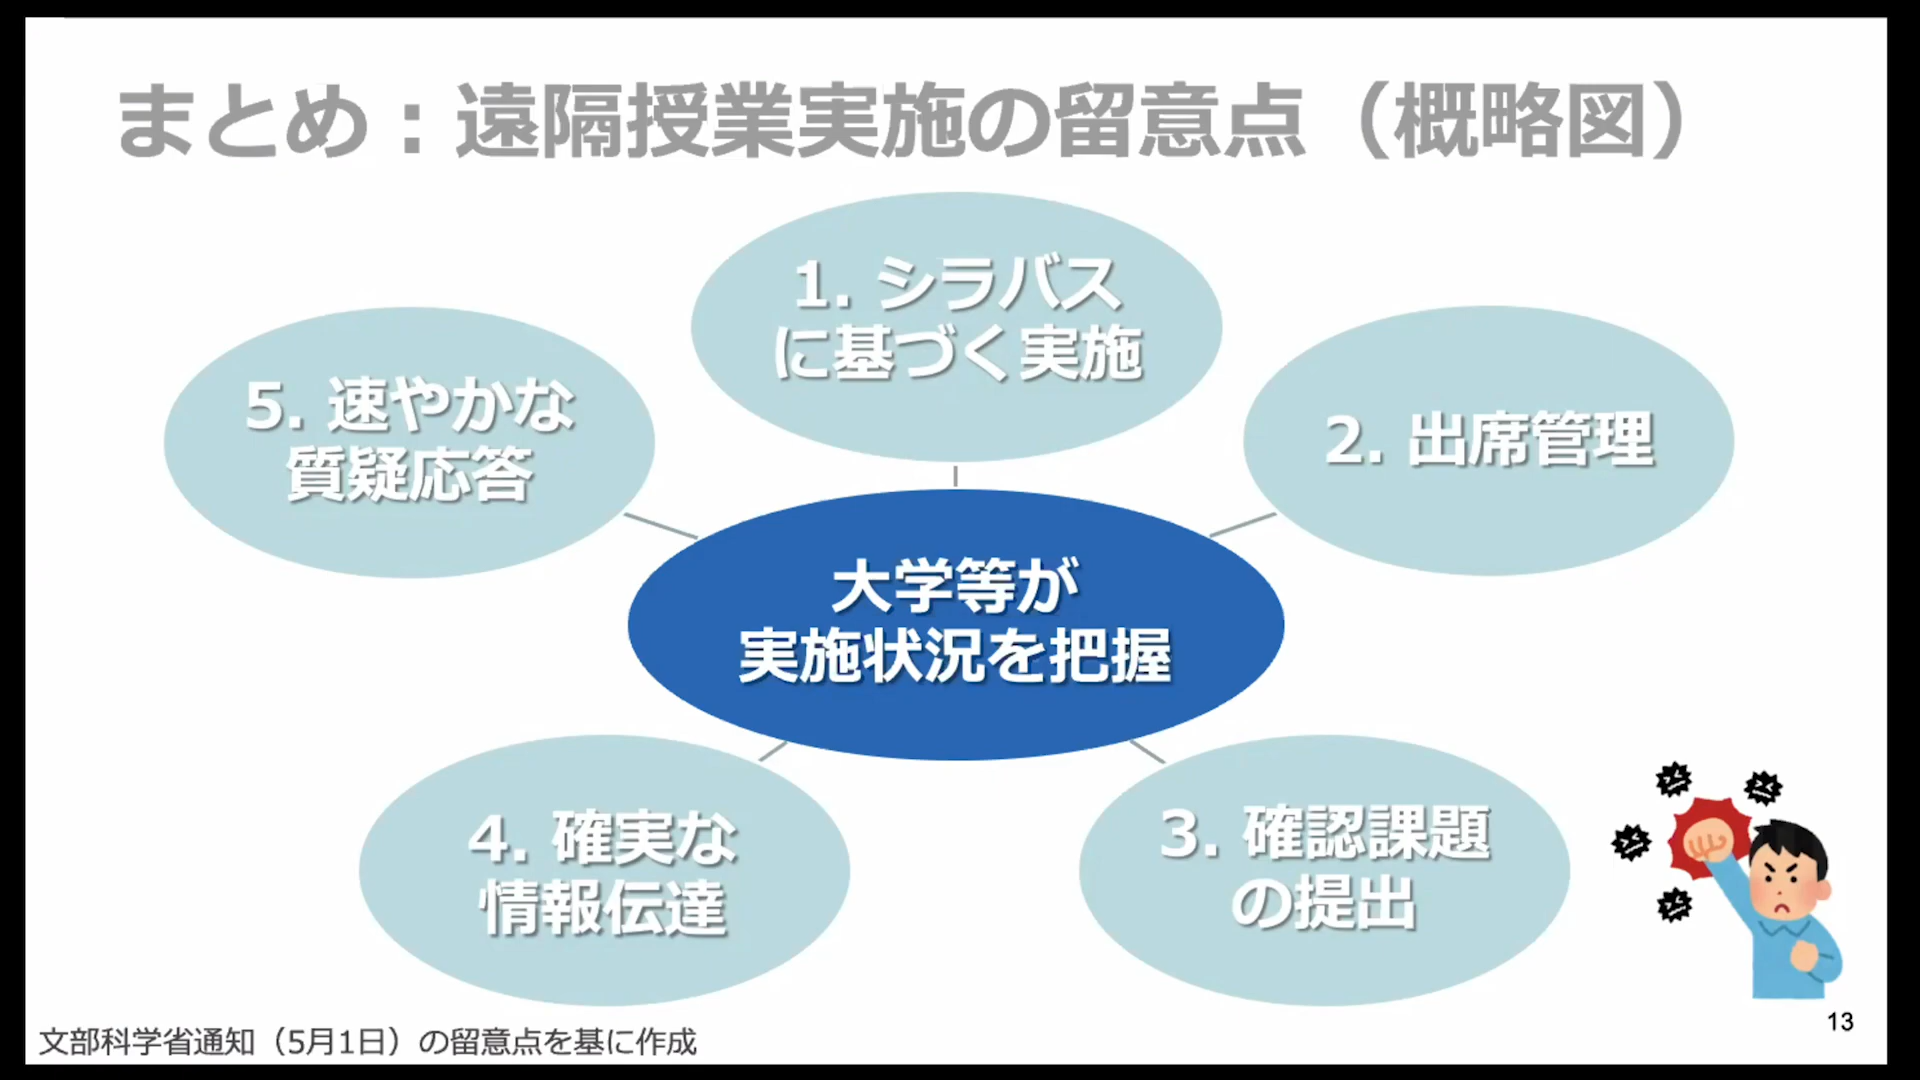 まとめ：遠隔授業実施の留意点（概略図）
1. シラバス
に基づく実施
2. 出席管理
3. 確認課題
の提出
4. 確実な
情報伝達
5. 速やかな
質疑応答
大学等が
実施状況を把握
文部科学省通知（5月1日）の留意点を基に作成
13